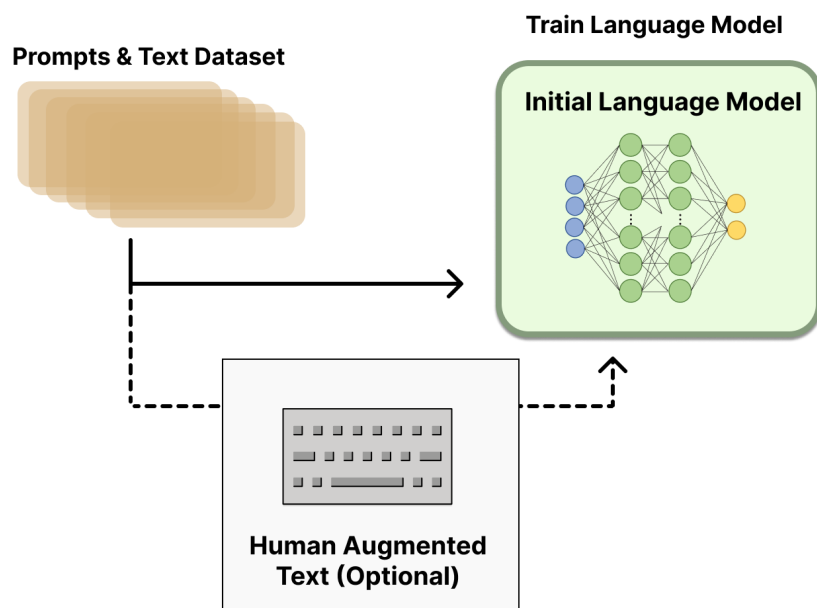 Train Language Model
Prompts & Text Dataset
Initial Language Model
Human Augmented
Text (Optional)